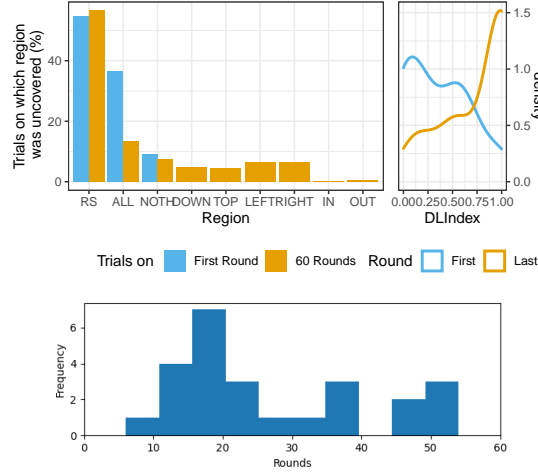 Trials on which region
was uncovered (%)
40
20
0
RS ALL NOTH DOWN TOP LEFT RIGHT IN OUT
Region
1.5
1.0
0.5
0.0
density
0.00 0.25 0.50 0.75 1.00
DLIndex
Trials on First Round 60 Rounds Round First Last
Frequency
6
4
2
0
0 10 20 30 40 50 60
Rounds